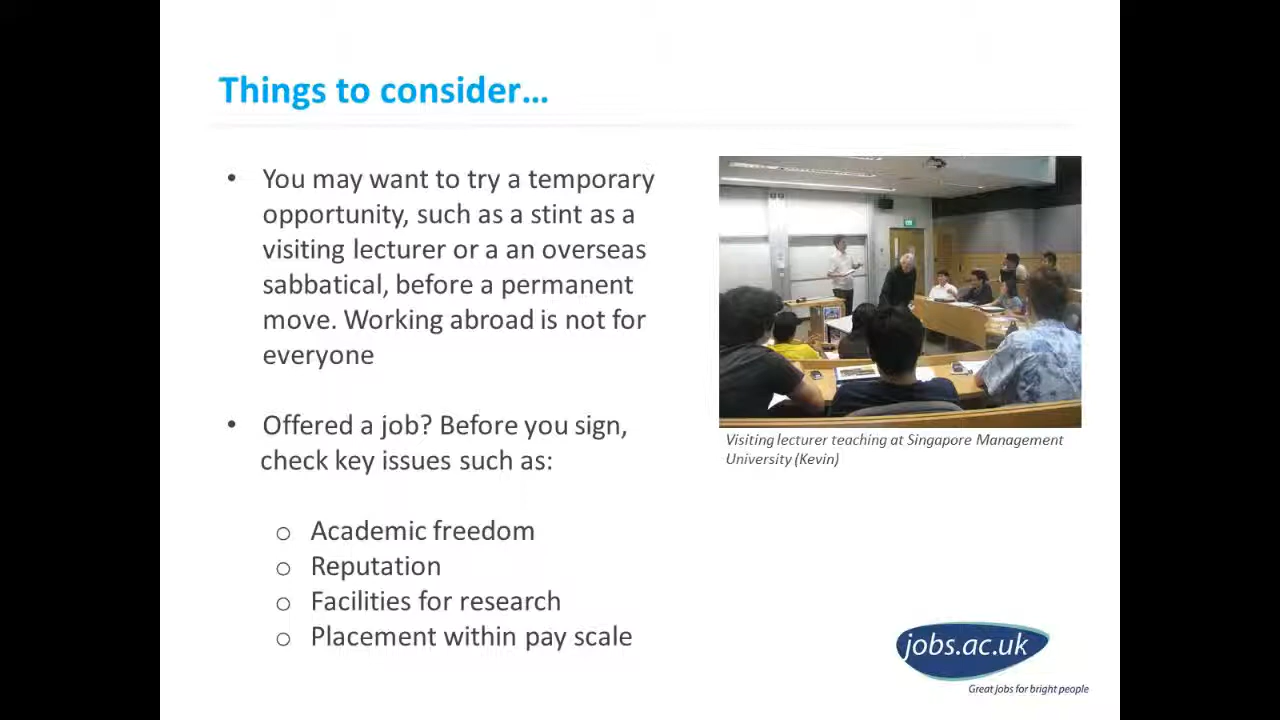 Things to consider…
• You may want to try a temporary
opportunity, such as a stint as a
visiting lecturer or a an overseas
sabbatical, before a permanent
move. Working abroad is not for
everyone
• Offered a job? Before you sign,
check key issues such as:
o Academic freedom
o Reputation
o Facilities for research
o Placement within pay scale
Visiting lecturer teaching at Singapore Management
University (Kevin)
jobs.ac.uk
Great jobs for bright people